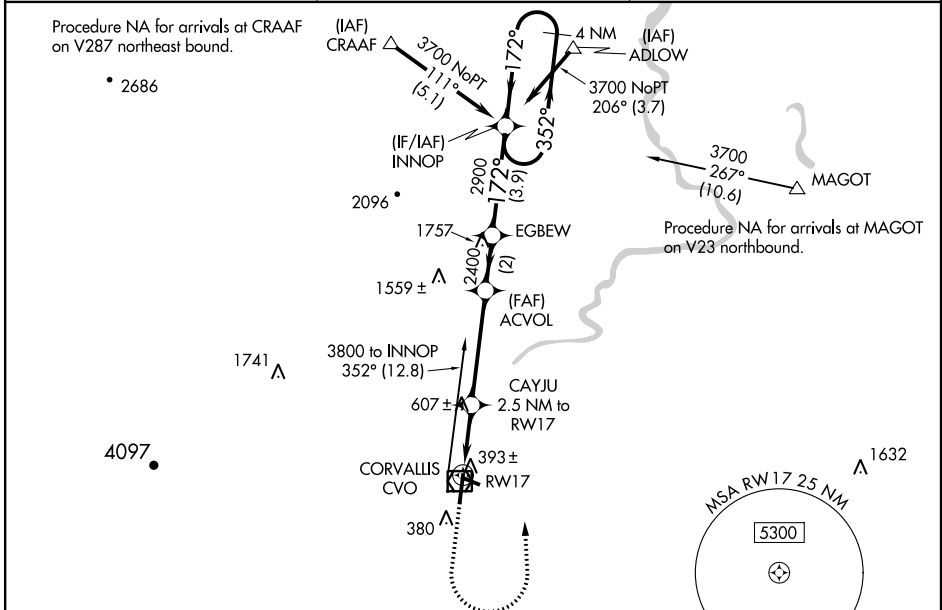 Procedure NA for arrivals at CRAAF
on V287 northeast bound.
2686
(IAF)
CRAAF
3700 NoPT
111°
(5.1)
172°
4 NM
(IAF)
ADLOW
3700 NoPT
206° (3.7)
352°
(IF/IAF)
INNOP
2900
172°
(3.9)
3700
267°
(10.6)
MAGOT
Procedure NA for arrivals at MAGOT
on V23 northbound.
2096
1757
EGBEW
2400
(2)
1559 ±
(FAF)
ACVOL
1741
3800 to INNOP
352° (12.8)
CAYJU
2.5 NM to
RW17
607 ±
4097
CORVALLIS
CVO
393 ±
RW17
380
1632
MSA RW17 25 NM
5300